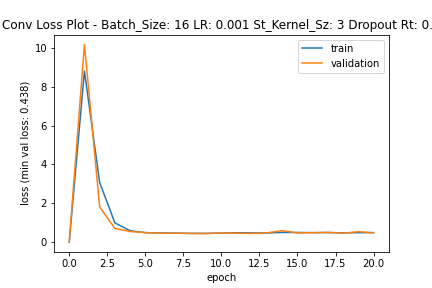 Conv Loss Plot - Batch_Size: 16 LR: 0.001 St_Kernel_Sz: 3 Dropout Rt: 0.
train
validation
loss (min val loss: 0.438)
10
8
6
4
2
0
0.0 2.5 5.0 7.5 10.0 12.5 15.0 17.5 20.0
epoch